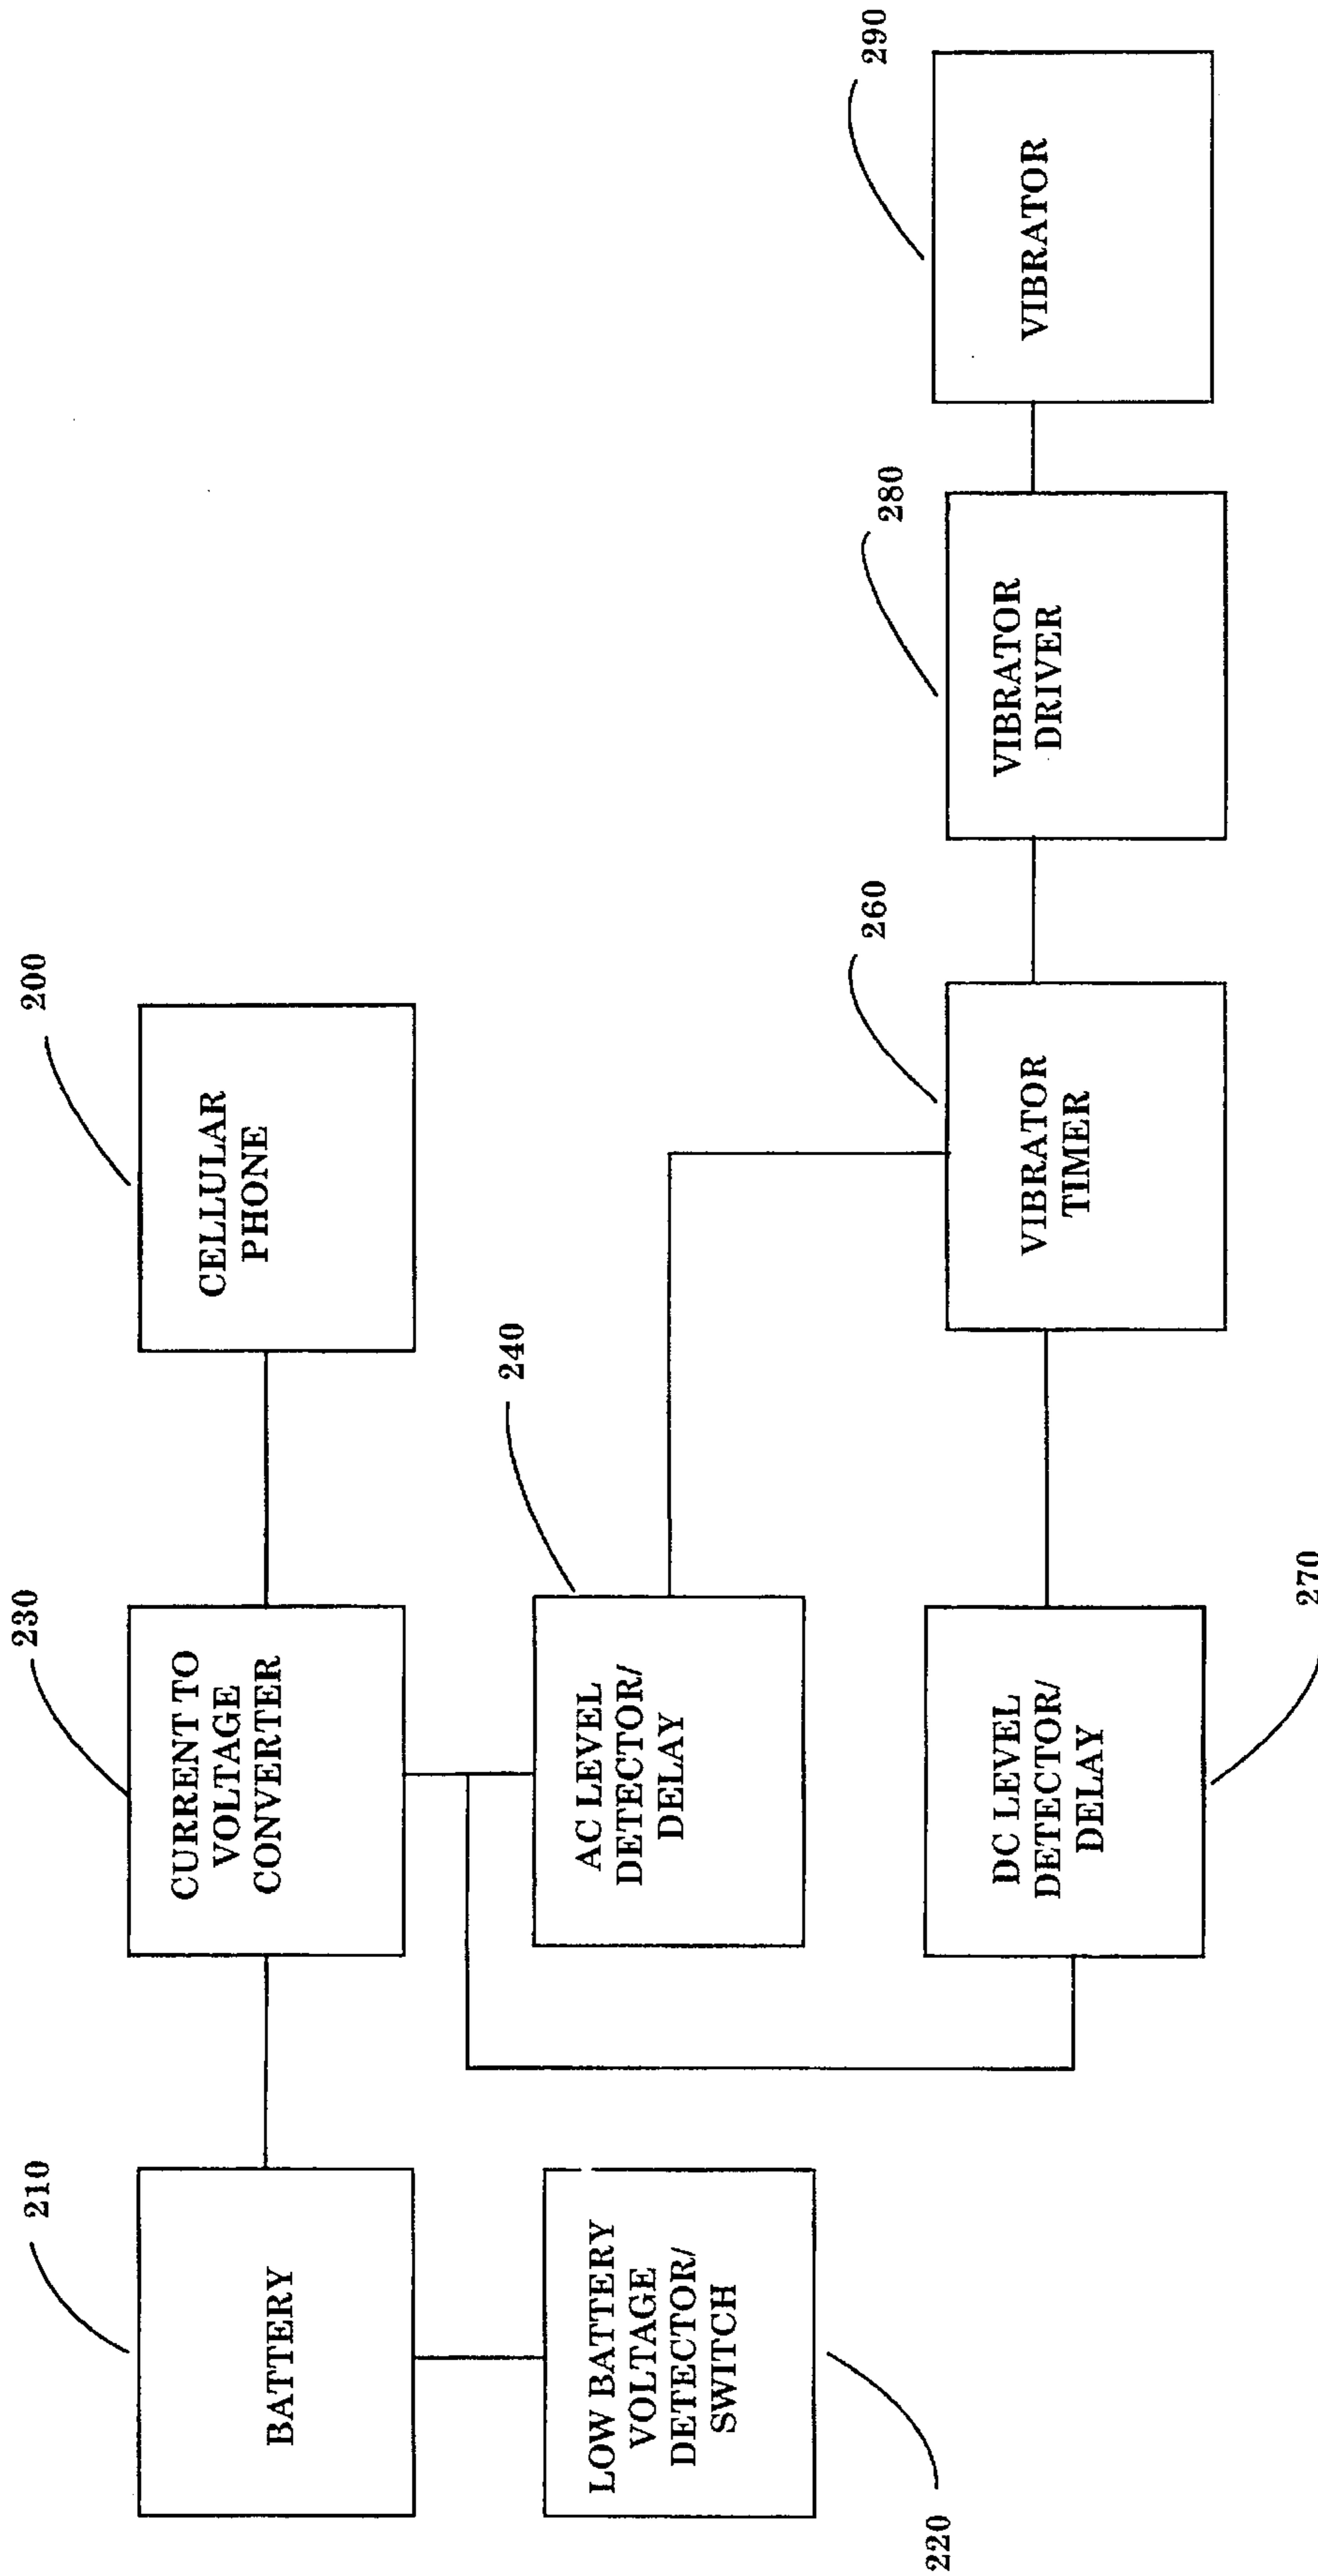 210
BATTERY
230
CURRENT TO
VOLTAGE
CONVERTER
200
CELLULAR
PHONE
LOW BATTERY
VOLTAGE
DETECTOR/
SWITCH
220
240
AC LEVEL
DETECTOR/
DELAY
DC LEVEL
DETECTOR/
DELAY
270
260
VIBRATOR
TIMER
280
VIBRATOR
DRIVER
290
VIBRATOR